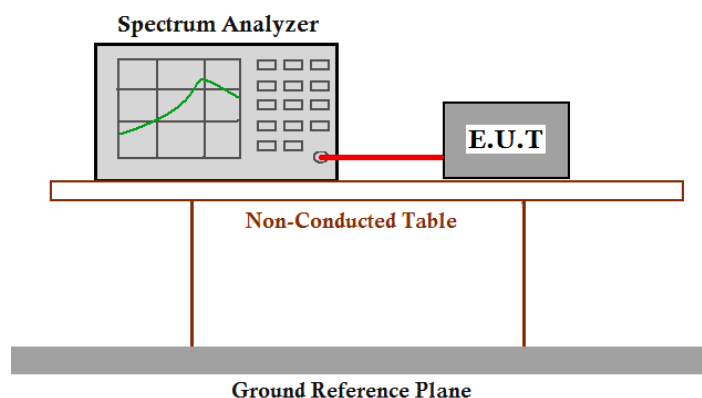 Spectrum Analyzer
E.U.T
Non-Conducted Table
Ground Reference Plane